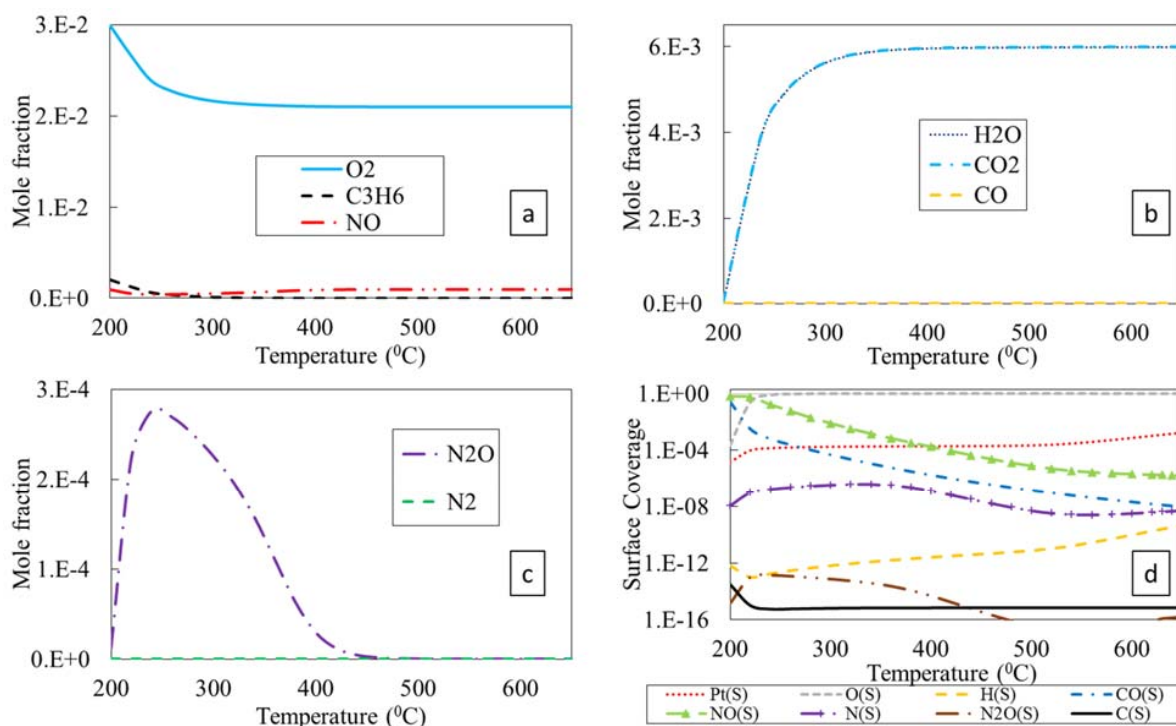 3.E-2
2.E-2
1.E-2
0.E+0
Mole fraction
O2
C3H6
NO
a
200 300 400 500 600
Temperature (⁰C)
6.E-3
4.E-3
2.E-3
0.E+0
Mole fraction
H2O
CO2
CO
b
200 300 400 500 600
Temperature (⁰C)
3.E-4
2.E-4
1.E-4
0.E+0
Mole fraction
N2O
N2
c
200 300 400 500 600
Temperature (⁰C)
1.E+00
1.E-04
1.E-08
1.E-12
1.E-16
Surface Coverage
d
200 300 400 500 600
Temperature (⁰C)
Pt(S) O(S) H(S) CO(S)
NO(S) N(S) N2O(S) C(S)